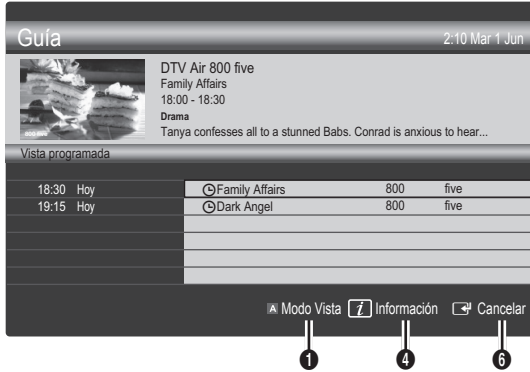 Guía 2:10 Mar 1 Jun
DTV Air 800 five
Family Affairs
18:00 - 18:30
Drama
Tanya confesses all to a stunned Babs. Conrad is anxious to hear...
800 five
Vista programada
18:30 Hoy Family Affairs 800 five
19:15 Hoy Dark Angel 800 five
A Modo Vista i Información Cancelar
1 4 6